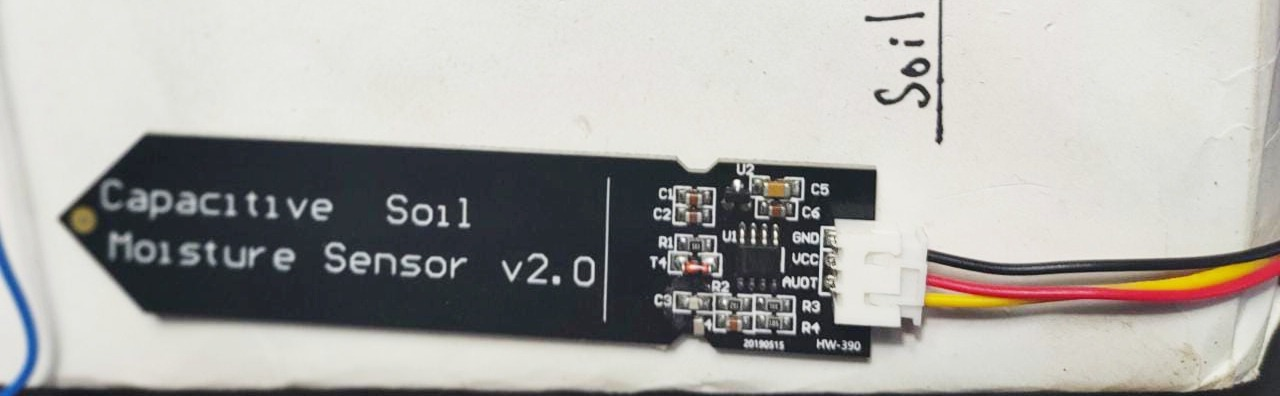 Soil
Capacitive Soil
Moisture Sensor v2.0
U2
C1
C5
C2
C6
R1
U1
GND
T4
VCC
R2
AUOT
C3
R3
R4
20190515
HW-390